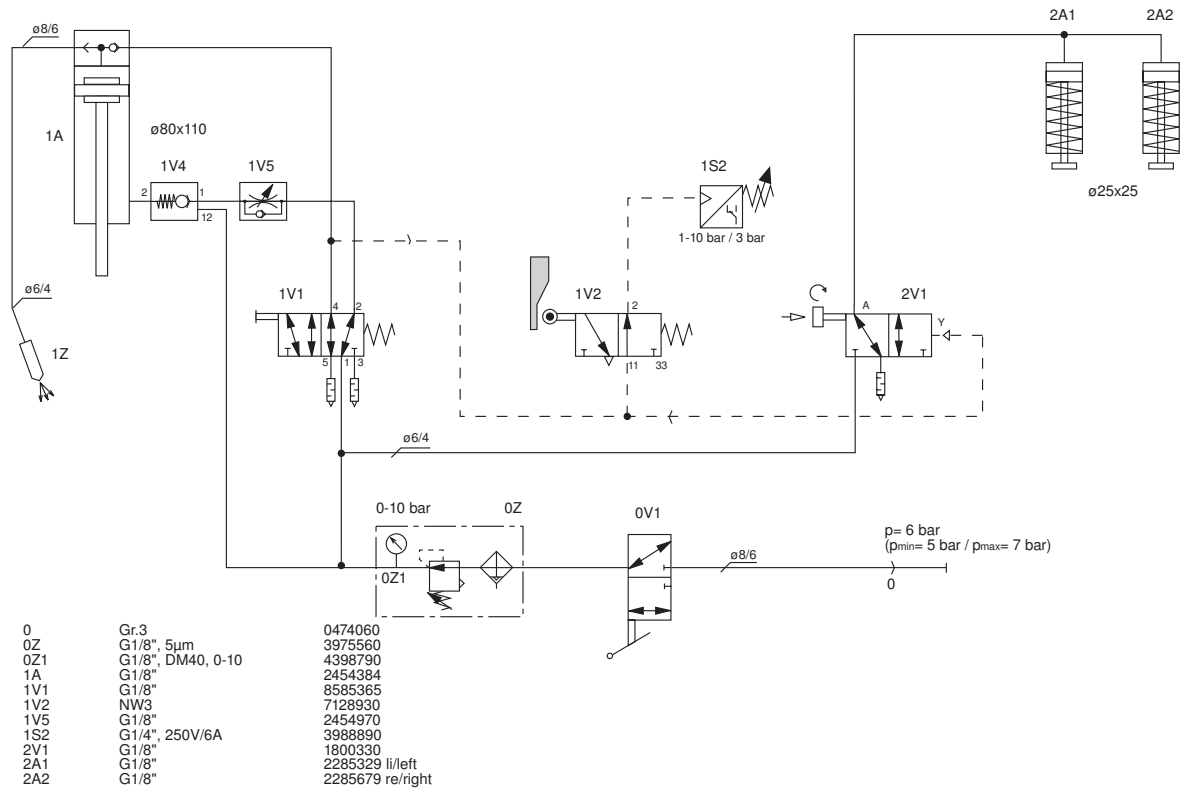 2A1 2A2
ø8/6
1A
ø80x110
1V4 1V5
2 1
12
1S2
1-10 bar / 3 bar
ø25x25
ø6/4
1Z
1V1
4 2
5 1 3
1V2
2
11 33
2V1
A
Y
ø6/4
0-10 bar 0Z
0Z1
0V1
ø8/6
p= 6 bar
(pmin= 5 bar / pmax= 7 bar)
0
0 Gr.3 0474060
0Z G1/8", 5µm 3975560
0Z1 G1/8", DM40, 0-10 4398790
1A G1/8" 2454384
1V1 G1/8" 8585365
1V2 NW3 7128930
1V5 G1/8" 2454970
1S2 G1/4", 250V/6A 3988890
2V1 G1/8" 1800330
2A1 G1/8" 2285329 li/left
2A2 G1/8" 2285679 re/right